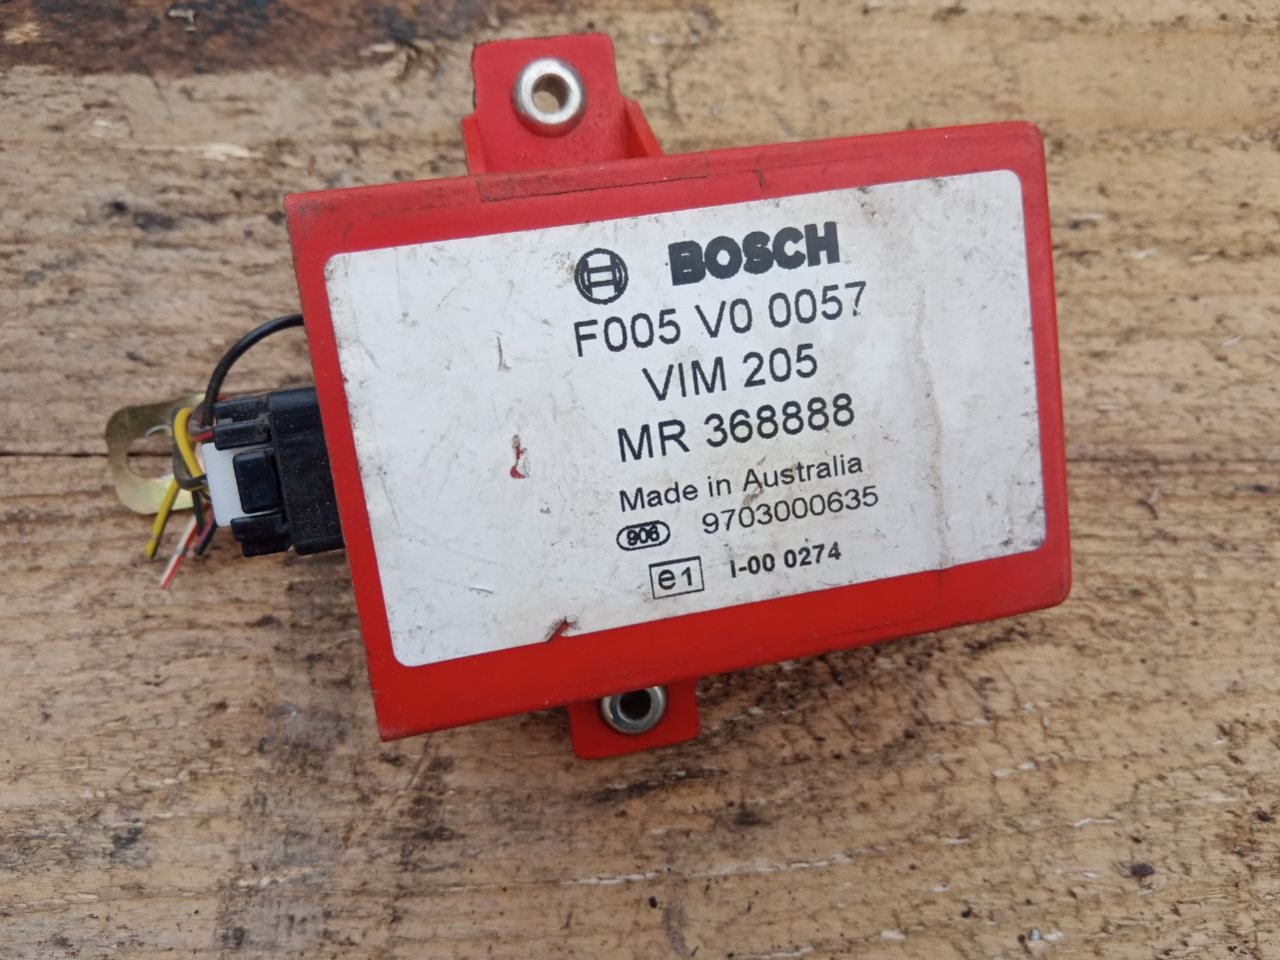 BOSCH
F005 V0 0057
VIM 205
MR 368888
Made in Australia
906 9703000635
e1 I-00 0274